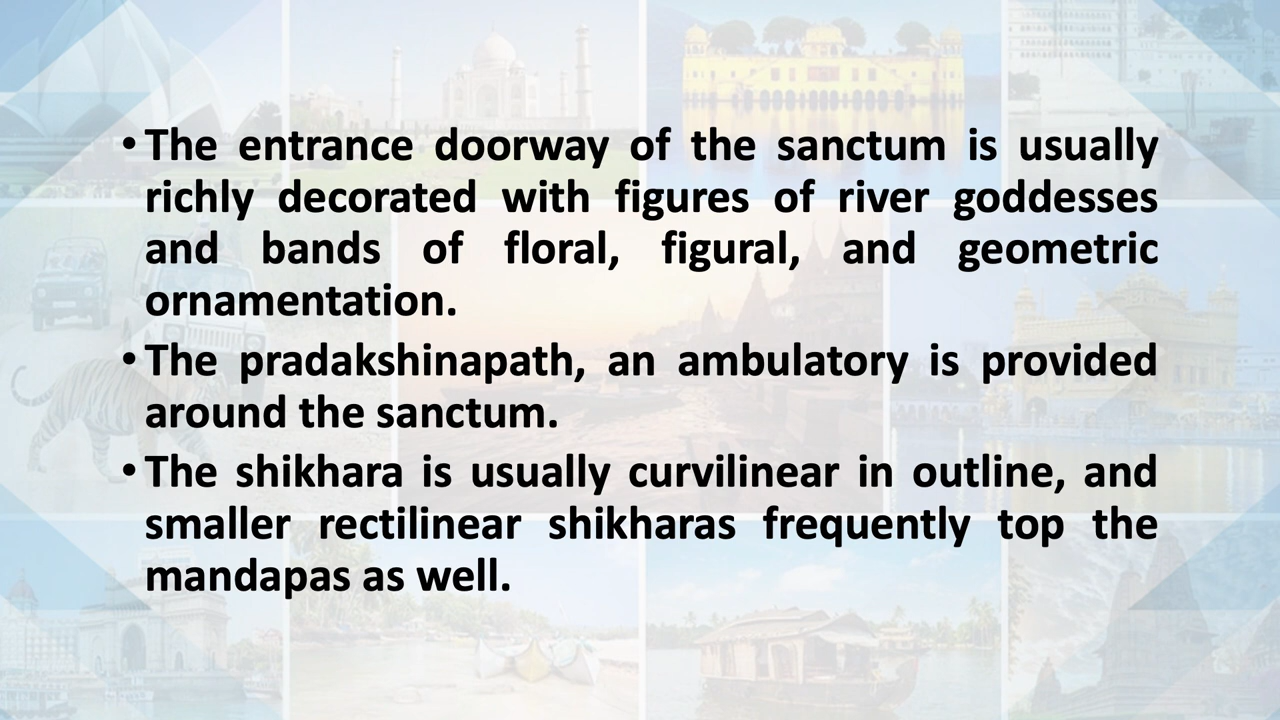 • The entrance doorway of the sanctum is usually
richly decorated with figures of river goddesses
and bands of floral, figural, and geometric
ornamentation.
• The pradakshinapath, an ambulatory is provided
around the sanctum.
• The shikhara is usually curvilinear in outline, and
smaller rectilinear shikharas frequently top the
mandapas as well.